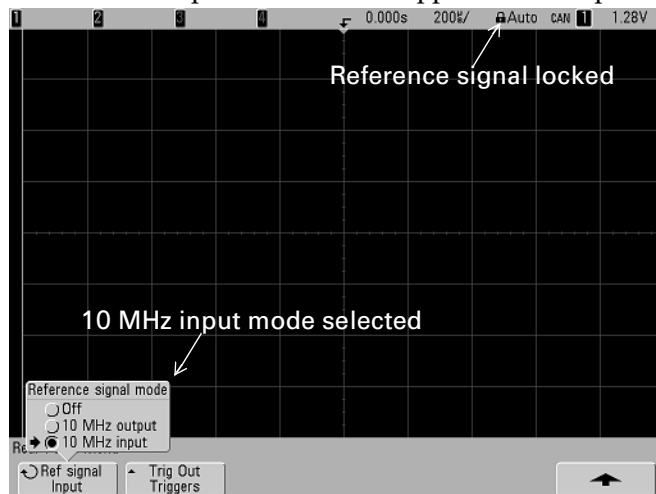 1 2 3 4 0.000s 200s/ Auto CAN 1 1.28V
Reference signal locked
10 MHz input mode selected
Reference signal mode
Off
10 MHz output
10 MHz input
Ref signal Input
Trig Out Triggers